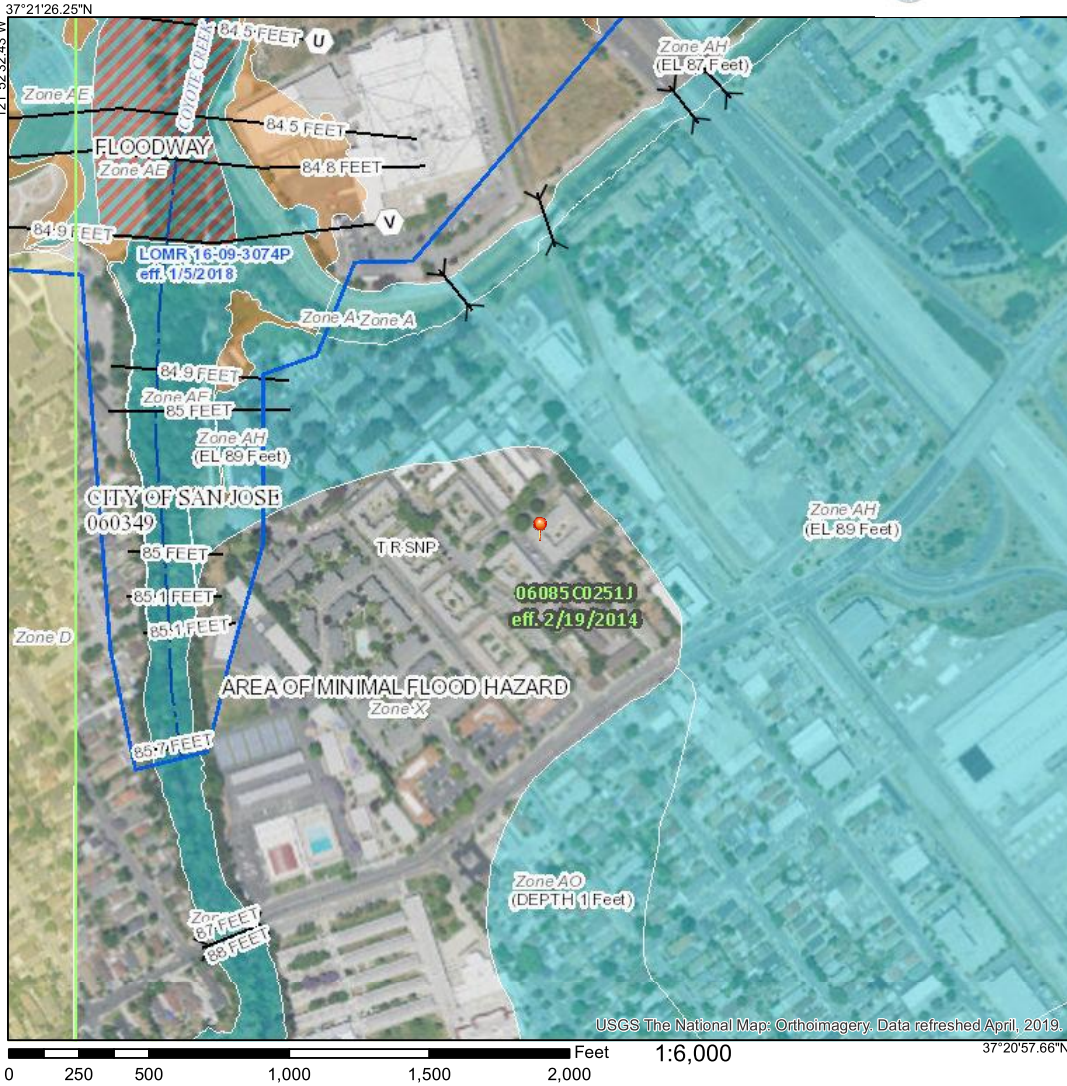 37°21'26.25"N
84.5 FEET
U
COYOTE CREEK
Zone AH
(EL 87 Feet)
Zone AE
84.5 FEET
FLOODWAY
Zone AE
84.8 FEET
V
84.9 FEET
LOMR 16-09-3074P
eff. 1/5/2018
Zone A
Zone A
84.9 FEET
Zone AE
85 FEET
Zone AH
(EL 89 Feet)
CITY OF SAN JOSE
060349
Zone AH
(EL 89 Feet)
T R SNP
85 FEET
06085C0251J
eff. 2/19/2014
85.1 FEET
85.1 FEET
Zone D
AREA OF MINIMAL FLOOD HAZARD
Zone X
85.7 FEET
Zone AO
(DEPTH 1 Feet)
87 FEET
88 FEET
USGS The National Map: Orthoimagery. Data refreshed April, 2019.
Feet
1:6,000
37°20'57.66"N
0 250 500 1,000 1,500 2,000